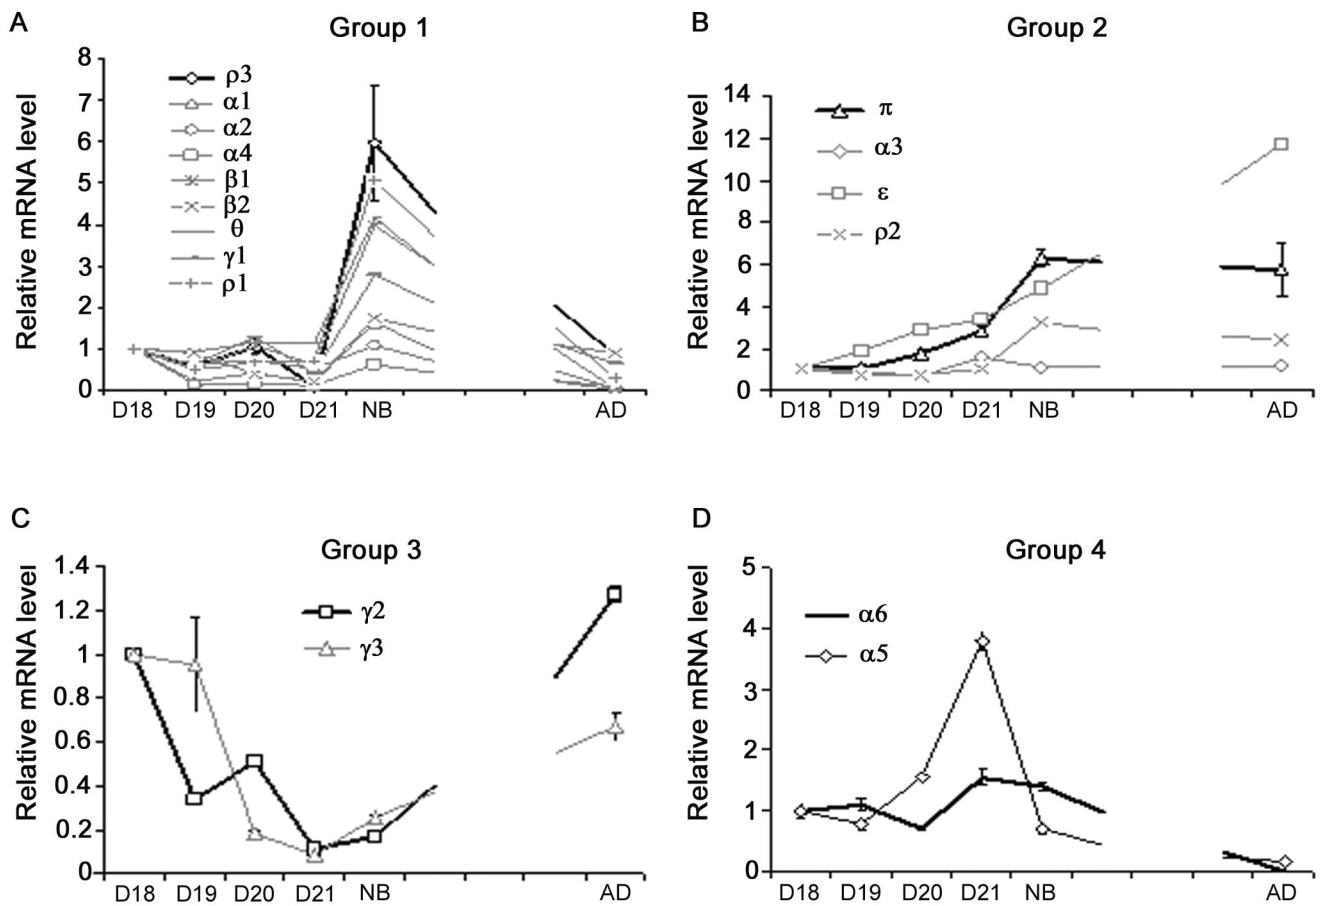 A
Group 1
Relative mRNA level
8
7
6
5
4
3
2
1
0
ρ3
α1
α2
α4
β1
β2
θ
γ1
ρ1
D18 D19 D20 D21 NB AD
B
Group 2
Relative mRNA level
14
12
10
8
6
4
2
0
π
α3
ε
ρ2
D18 D19 D20 D21 NB AD
C
Group 3
Relative mRNA level
1.4
1.2
1
0.8
0.6
0.4
0.2
0
γ2
γ3
D18 D19 D20 D21 NB AD
D
Group 4
Relative mRNA level
5
4
3
2
1
0
α6
α5
D18 D19 D20 D21 NB AD